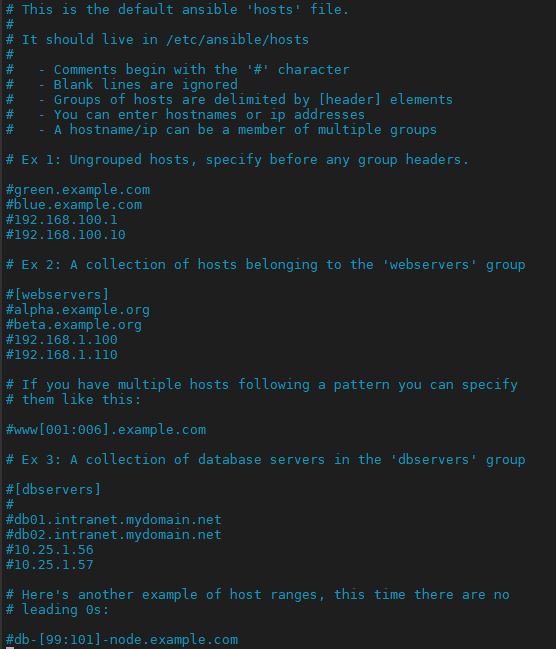 # This is the default ansible 'hosts' file.
#
# It should live in /etc/ansible/hosts
#
#   - Comments begin with the '#' character
#   - Blank lines are ignored
#   - Groups of hosts are delimited by [header] elements
#   - You can enter hostnames or ip addresses
#   - A hostname/ip can be a member of multiple groups

# Ex 1: Ungrouped hosts, specify before any group headers.

#green.example.com
#blue.example.com
#192.168.100.1
#192.168.100.10

# Ex 2: A collection of hosts belonging to the 'webservers' group

#[webservers]
#alpha.example.org
#beta.example.org
#192.168.1.100
#192.168.1.110

# If you have multiple hosts following a pattern you can specify
# them like this:

#www[001:006].example.com

# Ex 3: A collection of database servers in the 'dbservers' group

#[dbservers]
#
#db01.intranet.mydomain.net
#db02.intranet.mydomain.net
#10.25.1.56
#10.25.1.57

# Here's another example of host ranges, this time there are no
# leading 0s:

#db-[99:101]-node.example.com